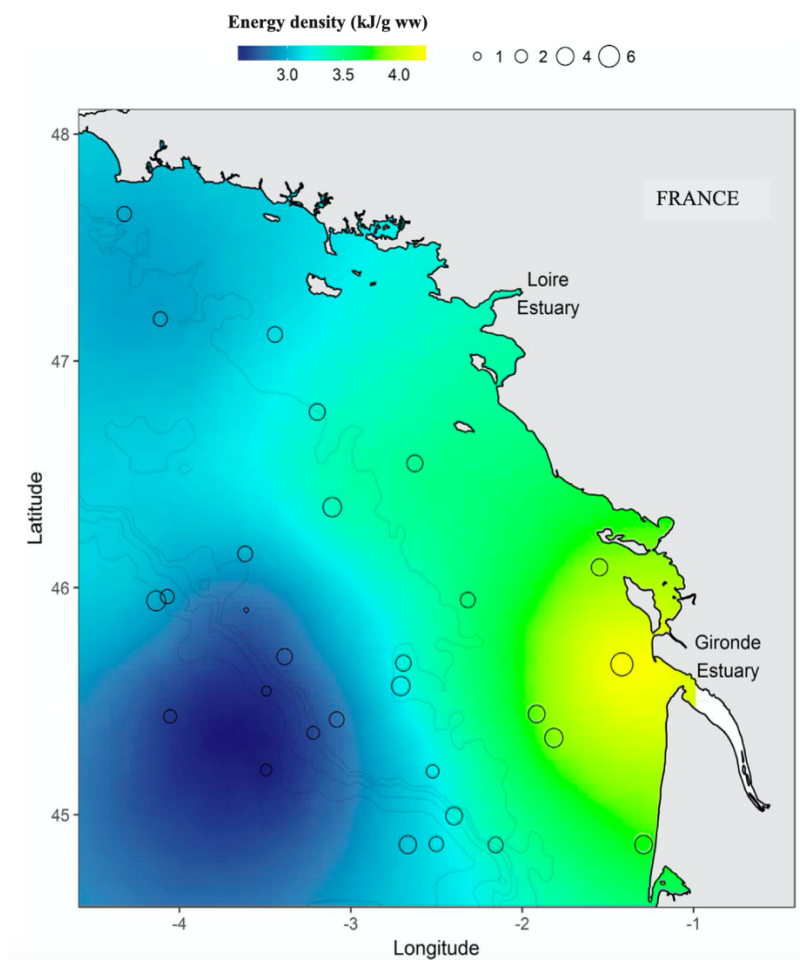 Energy density (kJ/g ww)
3.0 3.5 4.0
1 2 4 6
48
FRANCE
Loire
Estuary
47
Latitude
46
Gironde
Estuary
45
-4 -3 -2 -1
Longitude